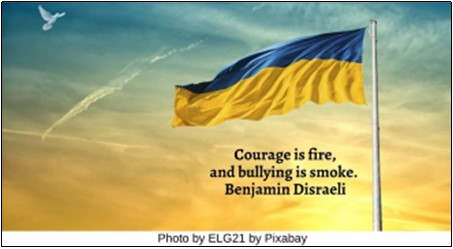 Courage is fire,
and bullying is smoke.
Benjamin Disraeli
Photo by ELG21 by Pixabay